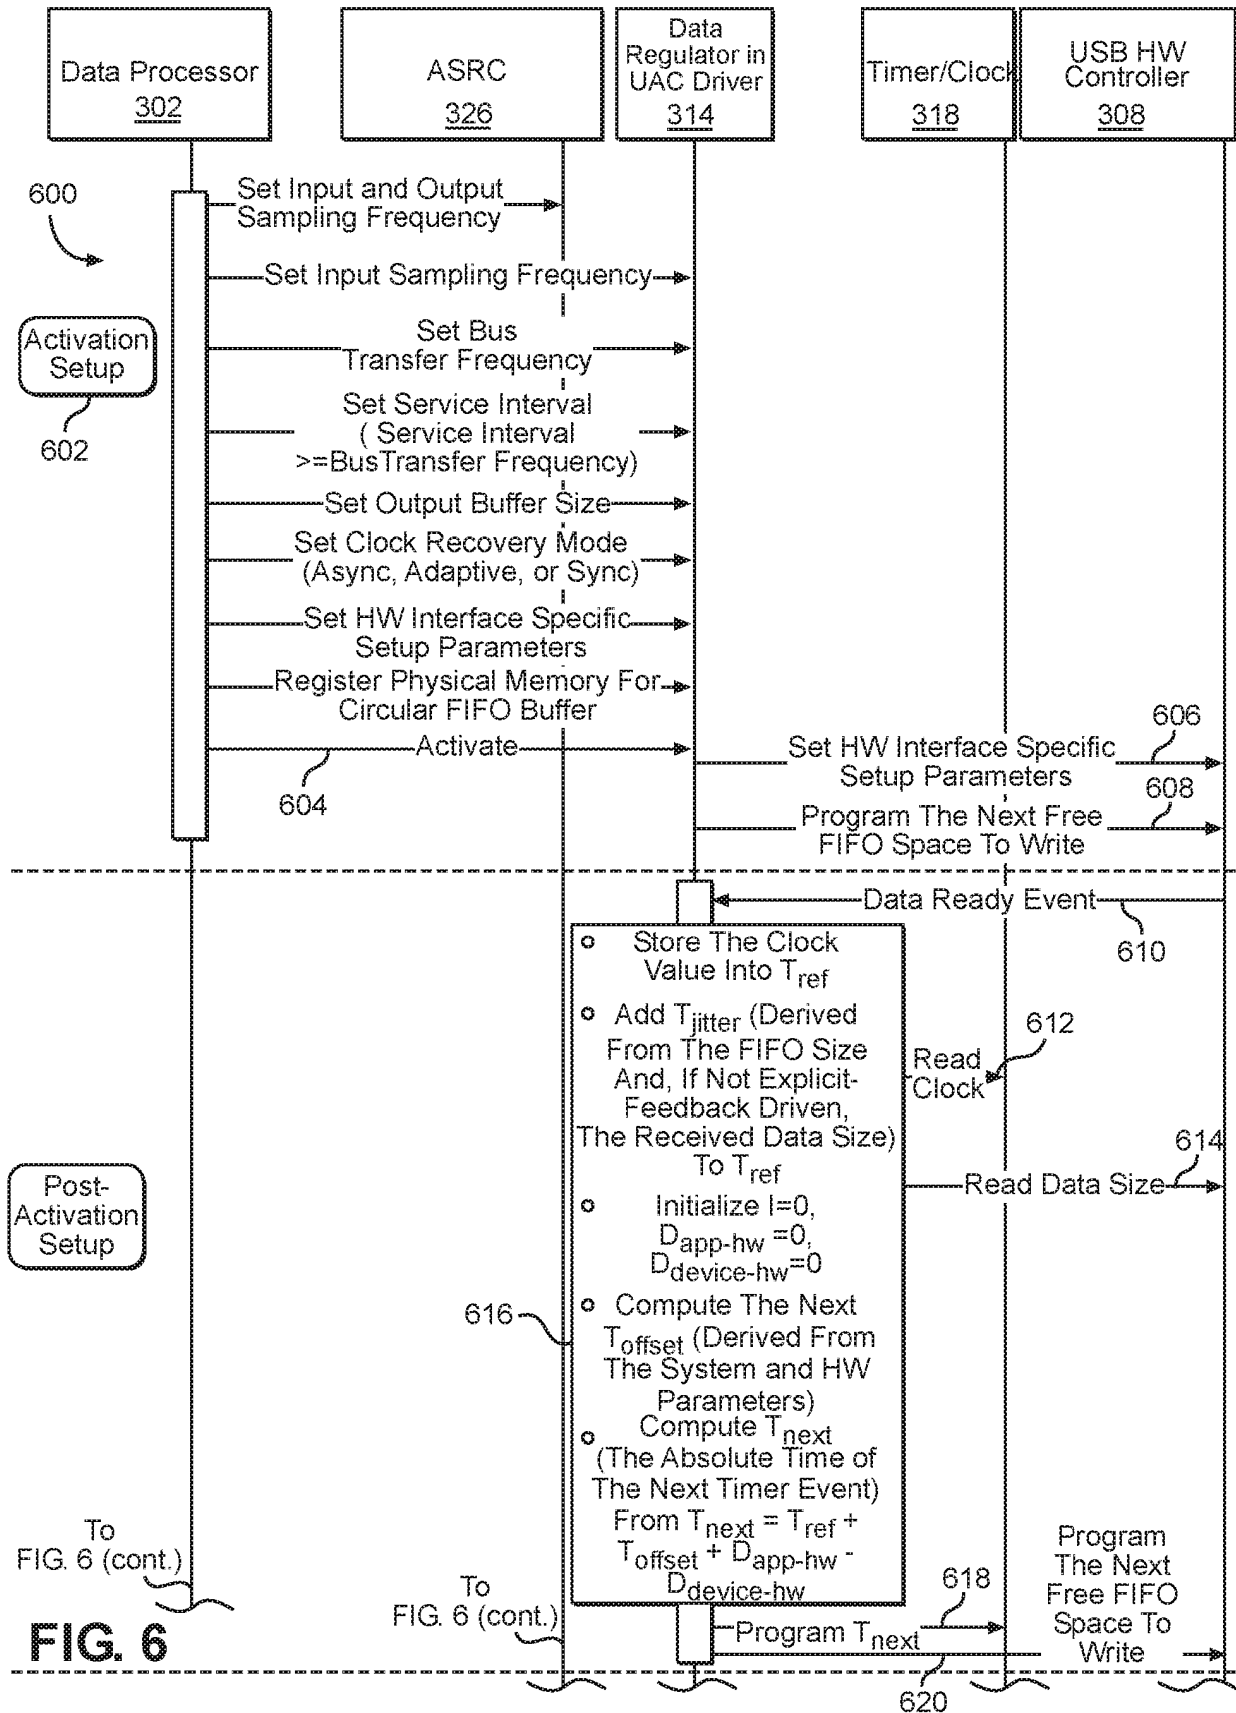 Data Processor
302
ASRC
326
Data
Regulator in
UAC Driver
314
Timer/Clock
318
USB HW
Controller
308
600
Set Input and Output
Sampling Frequency
Set Input Sampling Frequency
Activation
Setup
602
Set Bus
Transfer Frequency
Set Service Interval
( Service Interval
>=BusTransfer Frequency)
Set Output Buffer Size
Set Clock Recovery Mode
(Async, Adaptive, or Sync)
Set HW Interface Specific
Setup Parameters
Register Physical Memory For
Circular FIFO Buffer
Activate
604
606
Set HW Interface Specific
Setup Parameters
608
Program The Next Free
FIFO Space To Write
Data Ready Event
610
Store The Clock
Value Into Tref
Add Tjitter (Derived
From The FIFO Size
And, If Not Explicit-
Feedback Driven,
The Received Data Size)
To Tref
Read
Clock
612
614
Read Data Size
Post-
Activation
Setup
Initialize I=0,
Dapp-hw =0,
Ddevice-hw=0
616
Compute The Next
Toffset (Derived From
The System and HW
Parameters)
Compute Tnext
(The Absolute Time of
The Next Timer Event)
From Tnext = Tref +
Toffset + Dapp-hw -
Ddevice-hw
To
FIG. 6 (cont.)
To
FIG. 6 (cont.)
618
Program Tnext
Program
The Next
Free FIFO
Space To
Write
620
FIG. 6